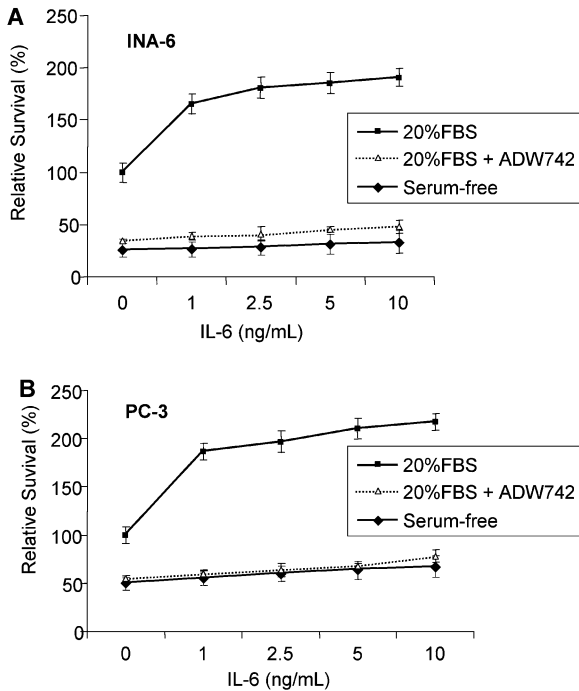 A
INA-6
Relative Survival (%)
250
200
150
100
50
0
0 1 2.5 5 10
IL-6 (ng/mL)
20%FBS
20%FBS + ADW742
Serum-free
B
PC-3
Relative Suvival (%)
250
200
150
100
50
0
0 1 2.5 5 10
IL-6 (ng/mL)
20%FBS
20%FBS + ADW742
Serum-free